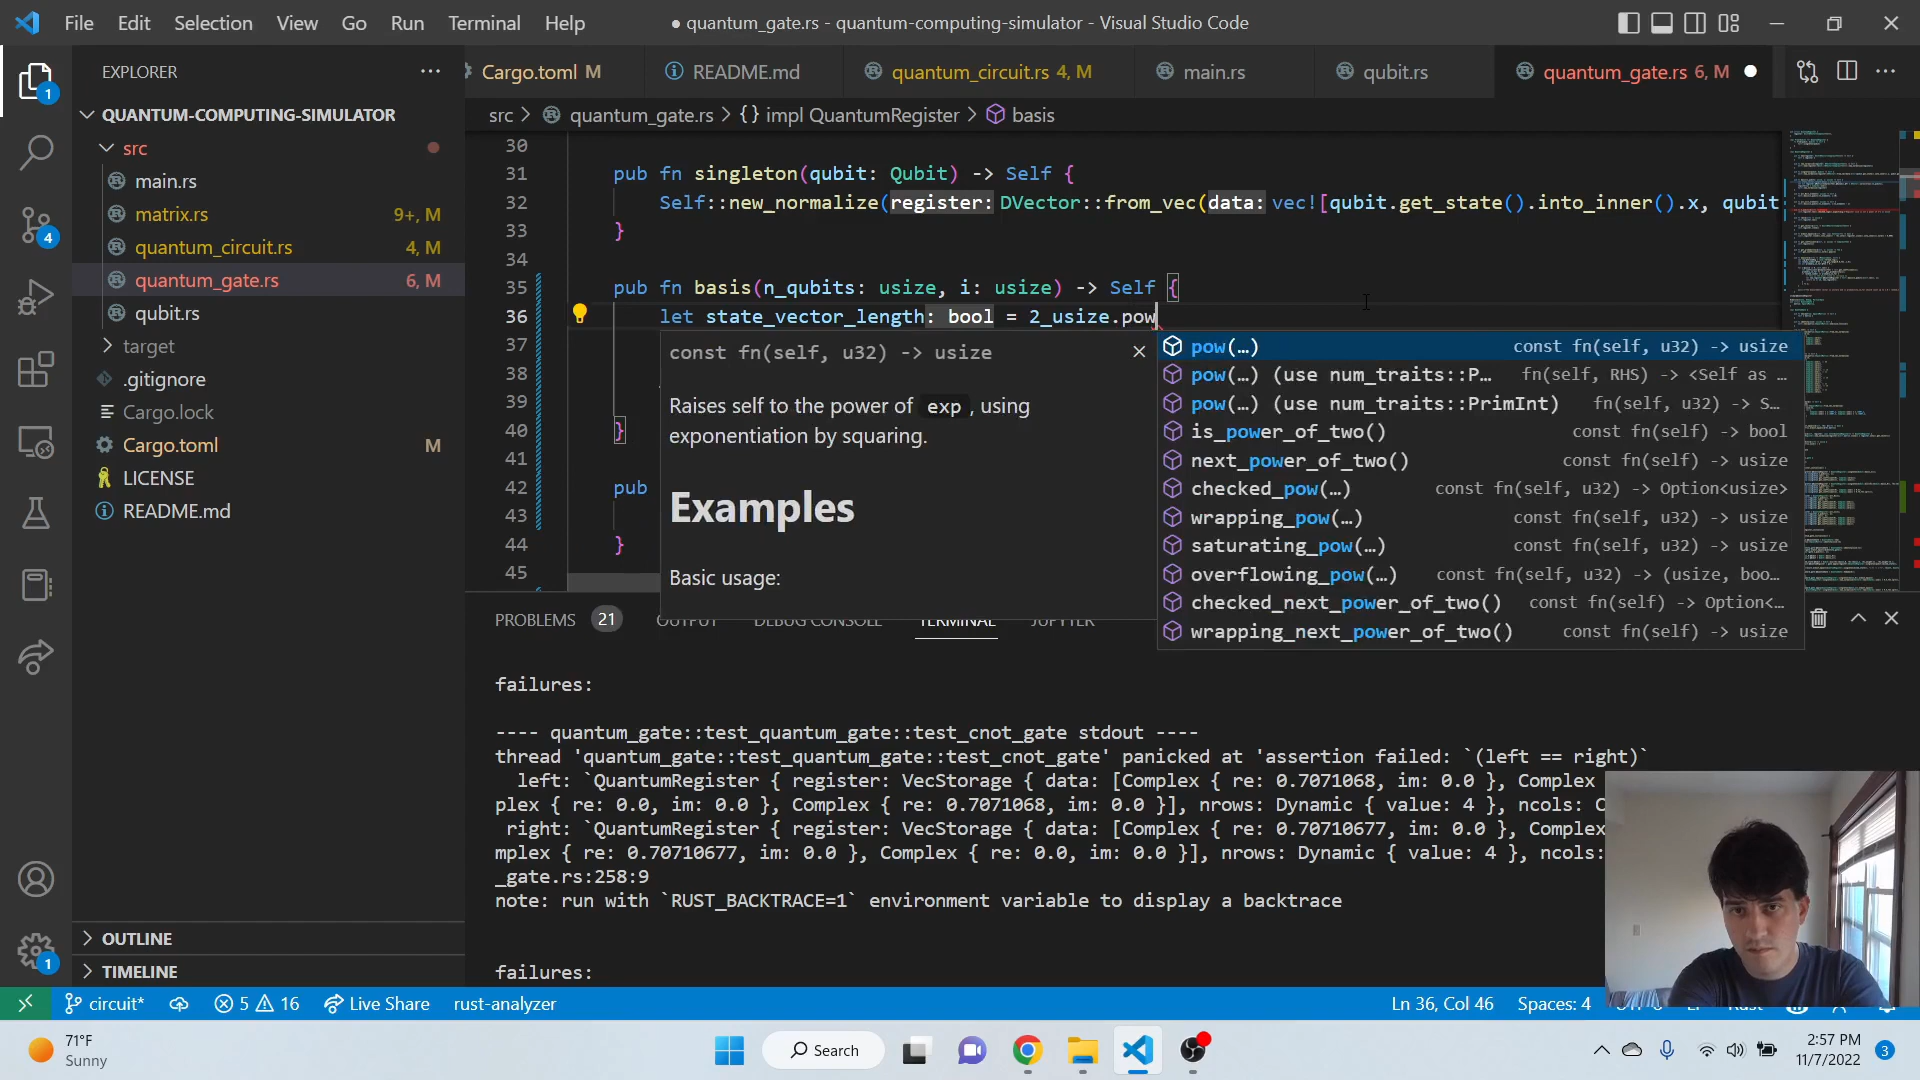 File Edit Selection View Go Run Terminal Help
● quantum_gate.rs - quantum-computing-simulator - Visual Studio Code
EXPLORER
Cargo.toml M
README.md
quantum_circuit.rs 4, M
main.rs
qubit.rs
quantum_gate.rs 6, M
QUANTUM-COMPUTING-SIMULATOR
src > quantum_gate.rs > {} impl QuantumRegister > basis
src
main.rs
matrix.rs 9+, M
quantum_circuit.rs 4, M
quantum_gate.rs 6, M
qubit.rs
target
.gitignore
Cargo.lock
Cargo.toml M
LICENSE
README.md
OUTLINE
TIMELINE
1
4
1
30
31 pub fn singleton(qubit: Qubit) -> Self {
32 Self::new_normalize(register: DVector::from_vec(data: vec![qubit.get_state().into_inner().x, qubit
33 }
34
35 pub fn basis(n_qubits: usize, i: usize) -> Self {
36 let state_vector_length: bool = 2_usize.pow
37
38
39
40 }
41
42 pub
43
44 }
45
const fn(self, u32) -> usize
Raises self to the power of exp, using
exponentiation by squaring.
Examples
Basic usage:
pow(…) const fn(self, u32) -> usize
pow(…) (use num_traits::P… fn(self, RHS) -> <Self as …
pow(…) (use num_traits::PrimInt) fn(self, u32) -> S…
is_power_of_two() const fn(self) -> bool
next_power_of_two() const fn(self) -> usize
checked_pow(…) const fn(self, u32) -> Option<usize>
wrapping_pow(…) const fn(self, u32) -> usize
saturating_pow(…) const fn(self, u32) -> usize
overflowing_pow(…) const fn(self, u32) -> (usize, boo…
checked_next_power_of_two() const fn(self) -> Option<…
wrapping_next_power_of_two() const fn(self) -> usize
PROBLEMS 21 OUTPUT DEBUG CONSOLE TERMINAL JUPYTER
failures:
---- quantum_gate::test_quantum_gate::test_cnot_gate stdout ----
thread 'quantum_gate::test_quantum_gate::test_cnot_gate' panicked at 'assertion failed: `(left == right)`
left: `QuantumRegister { register: VecStorage { data: [Complex { re: 0.7071068, im: 0.0 }, Complex
plex { re: 0.0, im: 0.0 }, Complex { re: 0.7071068, im: 0.0 }], nrows: Dynamic { value: 4 }, ncols: C
right: `QuantumRegister { register: VecStorage { data: [Complex { re: 0.70710677, im: 0.0 }, Complex
mplex { re: 0.70710677, im: 0.0 }, Complex { re: 0.0, im: 0.0 }], nrows: Dynamic { value: 4 }, ncols:
_gate.rs:258:9
note: run with `RUST_BACKTRACE=1` environment variable to display a backtrace
failures:
circuit* 5 16 Live Share rust-analyzer
Ln 36, Col 46 Spaces: 4
71°F
Sunny
Search
2:57 PM
11/7/2022
3